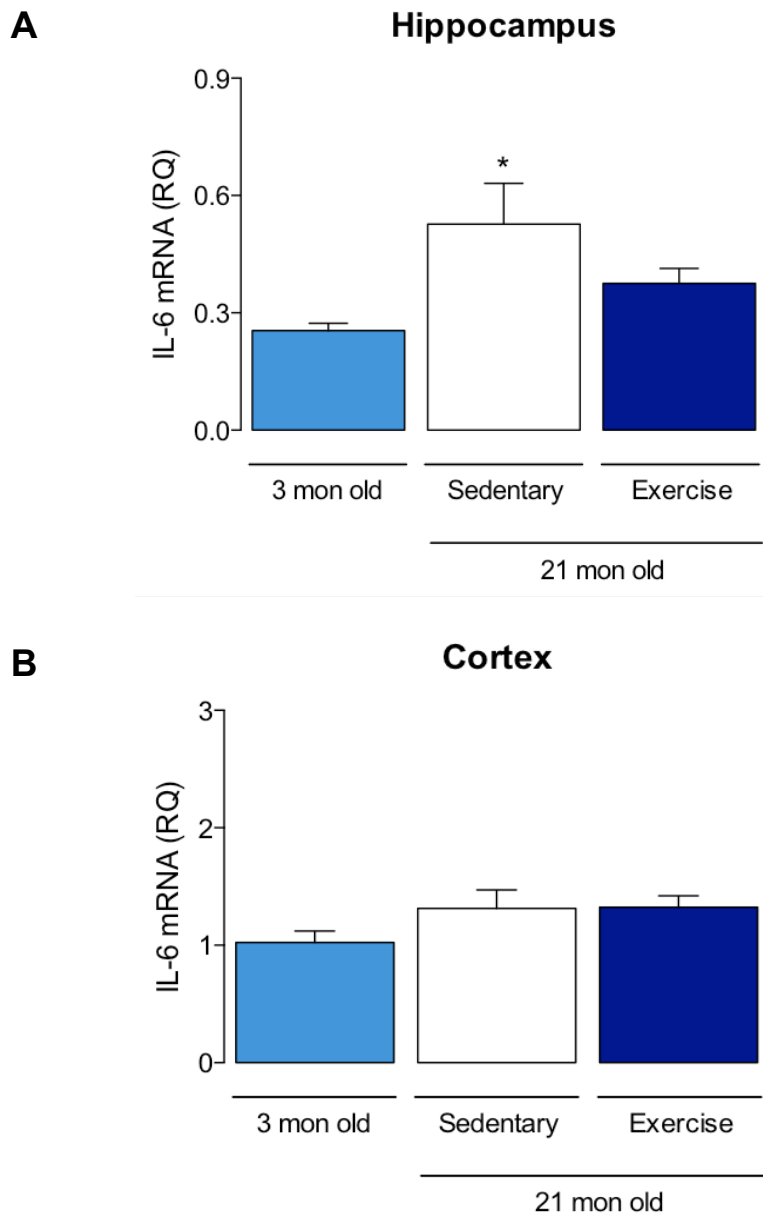 A
Hippocampus
IL-6 mRNA (RQ)
0.9
0.6
0.3
0.0
*
3 mon old Sedentary Exercise
21 mon old
B
Cortex
IL-6 mRNA (RQ)
3
2
1
0
3 mon old Sedentary Exercise
21 mon old